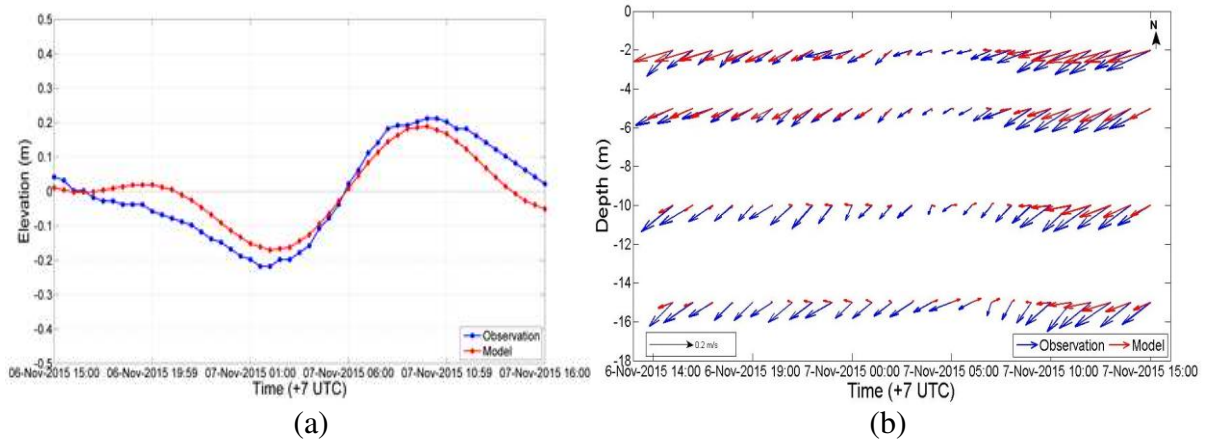 0.5
0.4
0.3
0.2
0.1
0
-0.1
-0.2
-0.3
-0.4
-0.5
Elevation (m)
Observation
Model
06-Nov-2015 15:00 06-Nov-2015 19:59 07-Nov-2015 01:00 07-Nov-2015 06:00 07-Nov-2015 10:59 07-Nov-2015 16:00
Time (+7 UTC)
(a)
0
-2
-4
-6
-8
-10
-12
-14
-16
-18
Depth (m)
N
0.2 m/s
Observation Model
6-Nov-2015 14:00 6-Nov-2015 19:00 7-Nov-2015 00:00 7-Nov-2015 05:00 7-Nov-2015 10:00 7-Nov-2015 15:00
Time (+7 UTC)
(b)